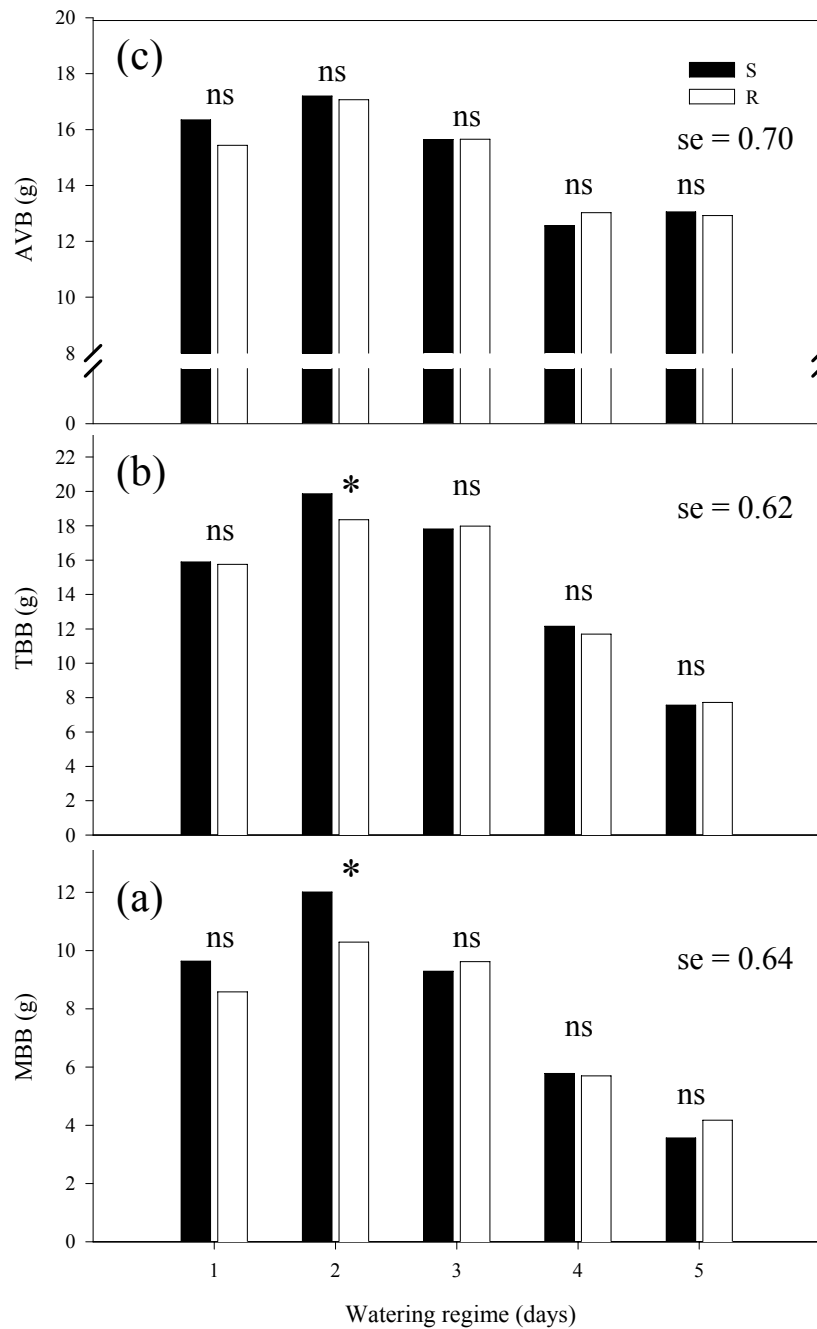 20
(c)
S
18
ns
ns
R
16
ns
se = 0.70
14
ns
ns
AVB (g)
12
10
8
0
22
(b)
20
*
ns
se = 0.62
18
ns
16
14
ns
TBB (g)
12
10
ns
8
6
4
2
0
*
12
(a)
ns
ns
se = 0.64
10
8
ns
MBB (g)
6
ns
4
2
0
1 2 3 4 5
Watering regime (days)